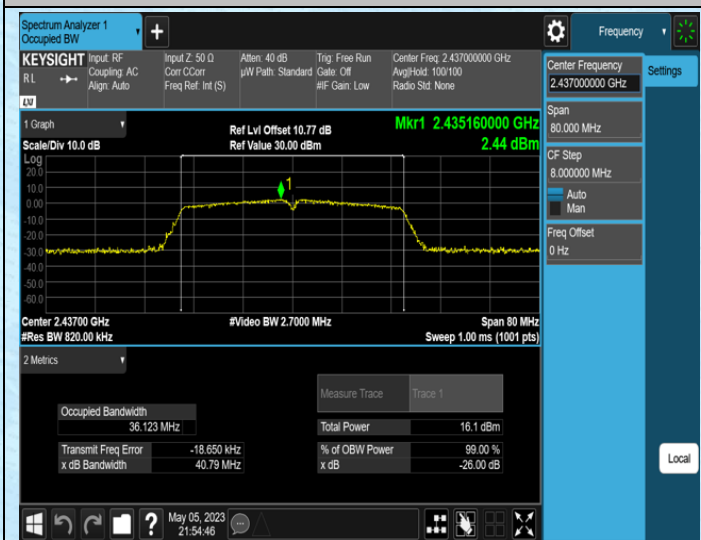 Spectrum Analyzer 1
Occupied BW
+
Frequency
KEYSIGHT
R L
LXI
Input: RF
Coupling: AC
Align: Auto
Input Z: 50 Ω
Corr CCorr
Freq Ref: Int (S)
Atten: 40 dB
µW Path: Standard
Trig: Free Run
Gate: Off
#IF Gain: Low
Center Freq: 2.437000000 GHz
Avg|Hold: 100/100
Radio Std: None
Center Frequency
2.437000000 GHz
Settings
Span
80.000 MHz
CF Step
8.000000 MHz
Auto
Man
Freq Offset
0 Hz
1 Graph
Scale/Div 10.0 dB
Ref Lvl Offset 10.77 dB
Ref Value 30.00 dBm
Mkr1 2.435160000 GHz
2.44 dBm
Log
20.0
10.0
0.00
-10.0
-20.0
-30.0
-40.0
-50.0
-60.0
1
Center 2.43700 GHz
#Res BW 820.00 kHz
#Video BW 2.7000 MHz
Span 80 MHz
Sweep 1.00 ms (1001 pts)
2 Metrics
Measure Trace Trace 1
Occupied Bandwidth
36.123 MHz
Total Power 16.1 dBm
Transmit Freq Error -18.650 kHz
% of OBW Power 99.00 %
x dB Bandwidth 40.79 MHz
x dB -26.00 dB
Local
?
May 05, 2023
21:54:46